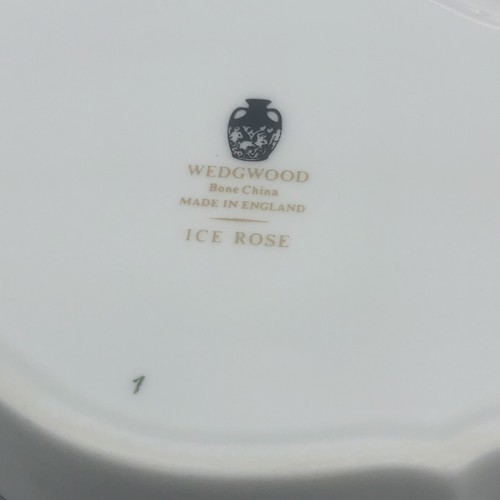 WEDGWOOD
Bone China
MADE IN ENGLAND
ICE ROSE
1